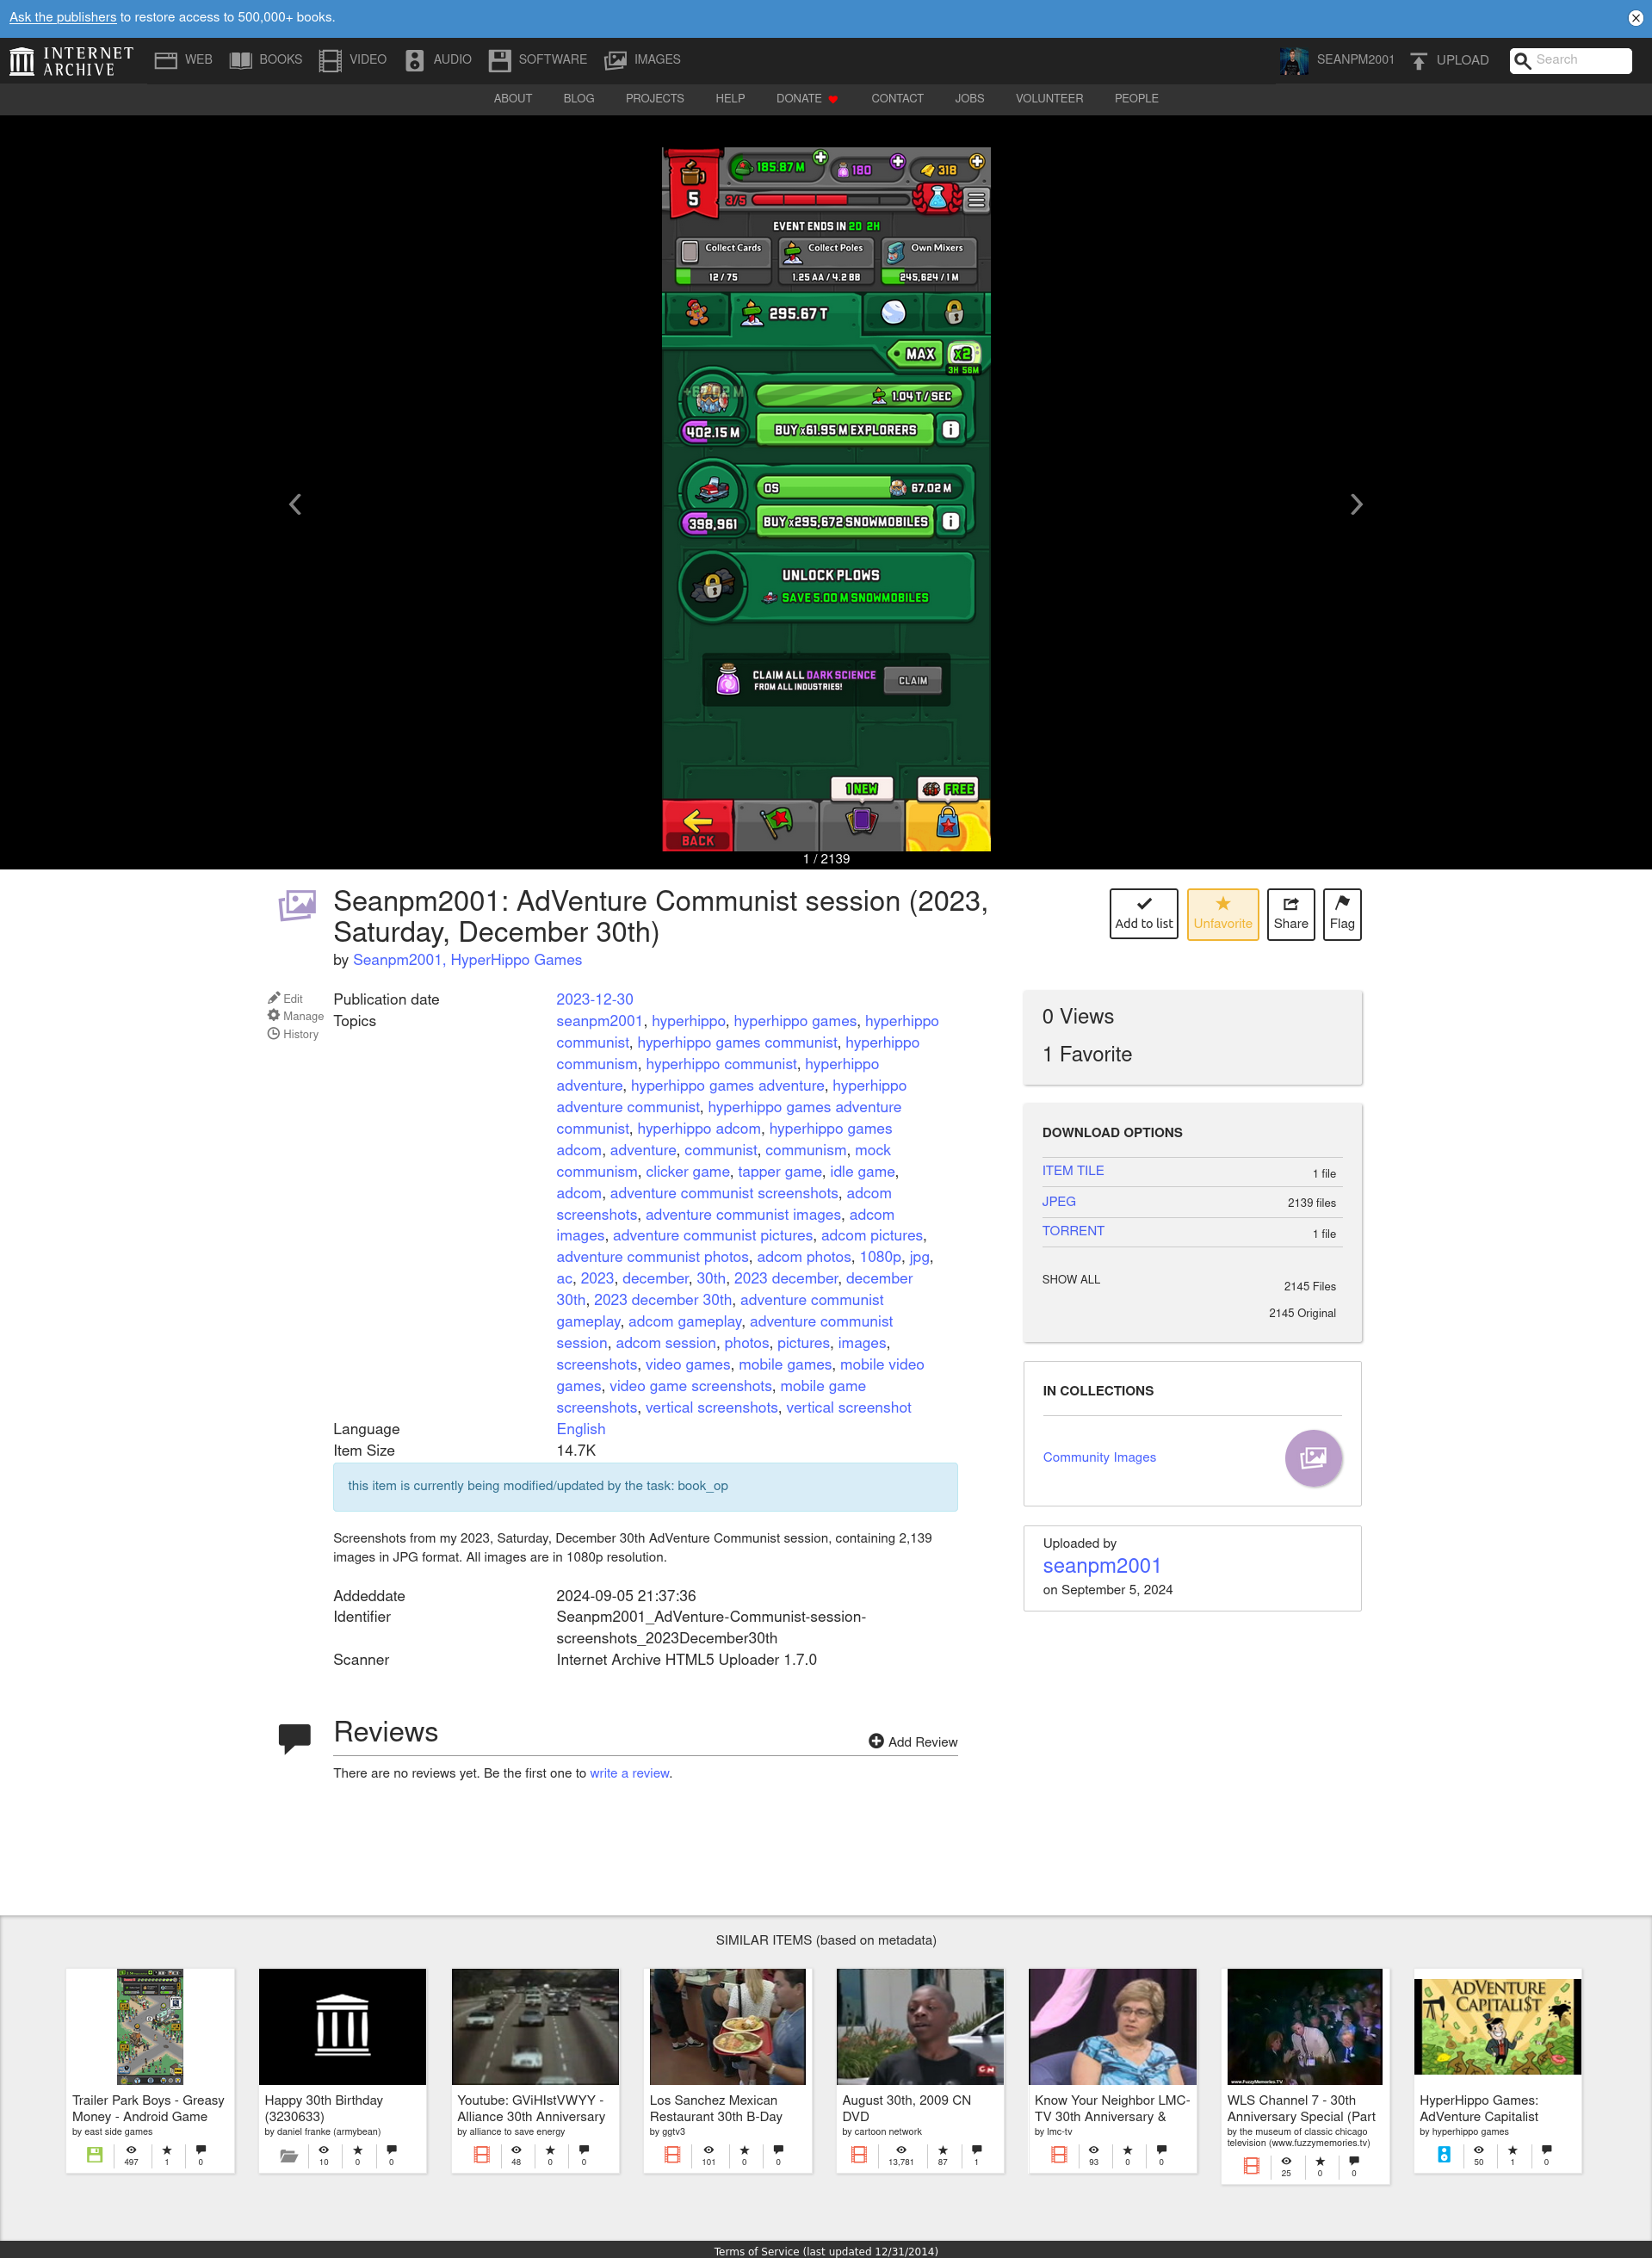 Ask the publishers to restore access to 500,000+ books.
INTERNET ARCHIVE
WEB BOOKS VIDEO AUDIO SOFTWARE IMAGES
SEANPM2001 UPLOAD Search
ABOUT BLOG PROJECTS HELP DONATE CONTACT JOBS VOLUNTEER PEOPLE
185.87 M 180 318
5
3/5
EVENT ENDS IN 2D 2H
Collect Cards Collect Poles Own Mixers
12 / 75 1.25 AA / 4.2 BB 245,624 / 1 M
295.67 T
MAX x2
3H 56M
1.04 T / SEC
402.15 M BUY x61.95 M EXPLORERS
0S 67.02 M
398,961 BUY x295,672 SNOWMOBILES
UNLOCK PLOWS
SAVE 5.00 M SNOWMOBILES
CLAIM ALL DARK SCIENCE
FROM ALL INDUSTRIES!
CLAIM
1 NEW FREE
BACK
1 / 2139
Seanpm2001: AdVenture Communist session (2023,
Saturday, December 30th)
by Seanpm2001, HyperHippo Games
Add to list Unfavorite Share Flag
Edit
Manage
History
Publication date 2023-12-30
Topics seanpm2001, hyperhippo, hyperhippo games, hyperhippo
communist, hyperhippo games communist, hyperhippo
communism, hyperhippo communist, hyperhippo
adventure, hyperhippo games adventure, hyperhippo
adventure communist, hyperhippo games adventure
communist, hyperhippo adcom, hyperhippo games
adcom, adventure, communist, communism, mock
communism, clicker game, tapper game, idle game,
adcom, adventure communist screenshots, adcom
screenshots, adventure communist images, adcom
images, adventure communist pictures, adcom pictures,
adventure communist photos, adcom photos, 1080p, jpg,
ac, 2023, december, 30th, 2023 december, december
30th, 2023 december 30th, adventure communist
gameplay, adcom gameplay, adventure communist
session, adcom session, photos, pictures, images,
screenshots, video games, mobile games, mobile video
games, video game screenshots, mobile game
screenshots, vertical screenshots, vertical screenshot
Language English
Item Size 14.7K
this item is currently being modified/updated by the task: book_op
Screenshots from my 2023, Saturday, December 30th AdVenture Communist session, containing 2,139
images in JPG format. All images are in 1080p resolution.
Addeddate 2024-09-05 21:37:36
Identifier Seanpm2001_AdVenture-Communist-session-
screenshots_2023December30th
Scanner Internet Archive HTML5 Uploader 1.7.0
0 Views
1 Favorite
DOWNLOAD OPTIONS
ITEM TILE 1 file
JPEG 2139 files
TORRENT 1 file
SHOW ALL 2145 Files
2145 Original
IN COLLECTIONS
Community Images
Uploaded by
seanpm2001
on September 5, 2024
Reviews
Add Review
There are no reviews yet. Be the first one to write a review.
SIMILAR ITEMS (based on metadata)
Trailer Park Boys - Greasy
Money - Android Game
by east side games
497 1 0
Happy 30th Birthday
(3230633)
by daniel franke (armybean)
10 0 0
Youtube: GViHIstVWYY -
Alliance 30th Anniversary
by alliance to save energy
48 0 0
Los Sanchez Mexican
Restaurant 30th B-Day
by ggtv3
101 0 0
CN
August 30th, 2009 CN
DVD
by cartoon network
13,781 87 1
Know Your Neighbor LMC-
TV 30th Anniversary &
by lmc-tv
93 0 0
www.FuzzyMemories.TV
WLS Channel 7 - 30th
Anniversary Special (Part
by the museum of classic chicago
television (www.fuzzymemories.tv)
25 0 0
ADVENTURE
CAPITALI$T
HyperHippo Games:
AdVenture Capitalist
by hyperhippo games
50 1 0
Terms of Service (last updated 12/31/2014)